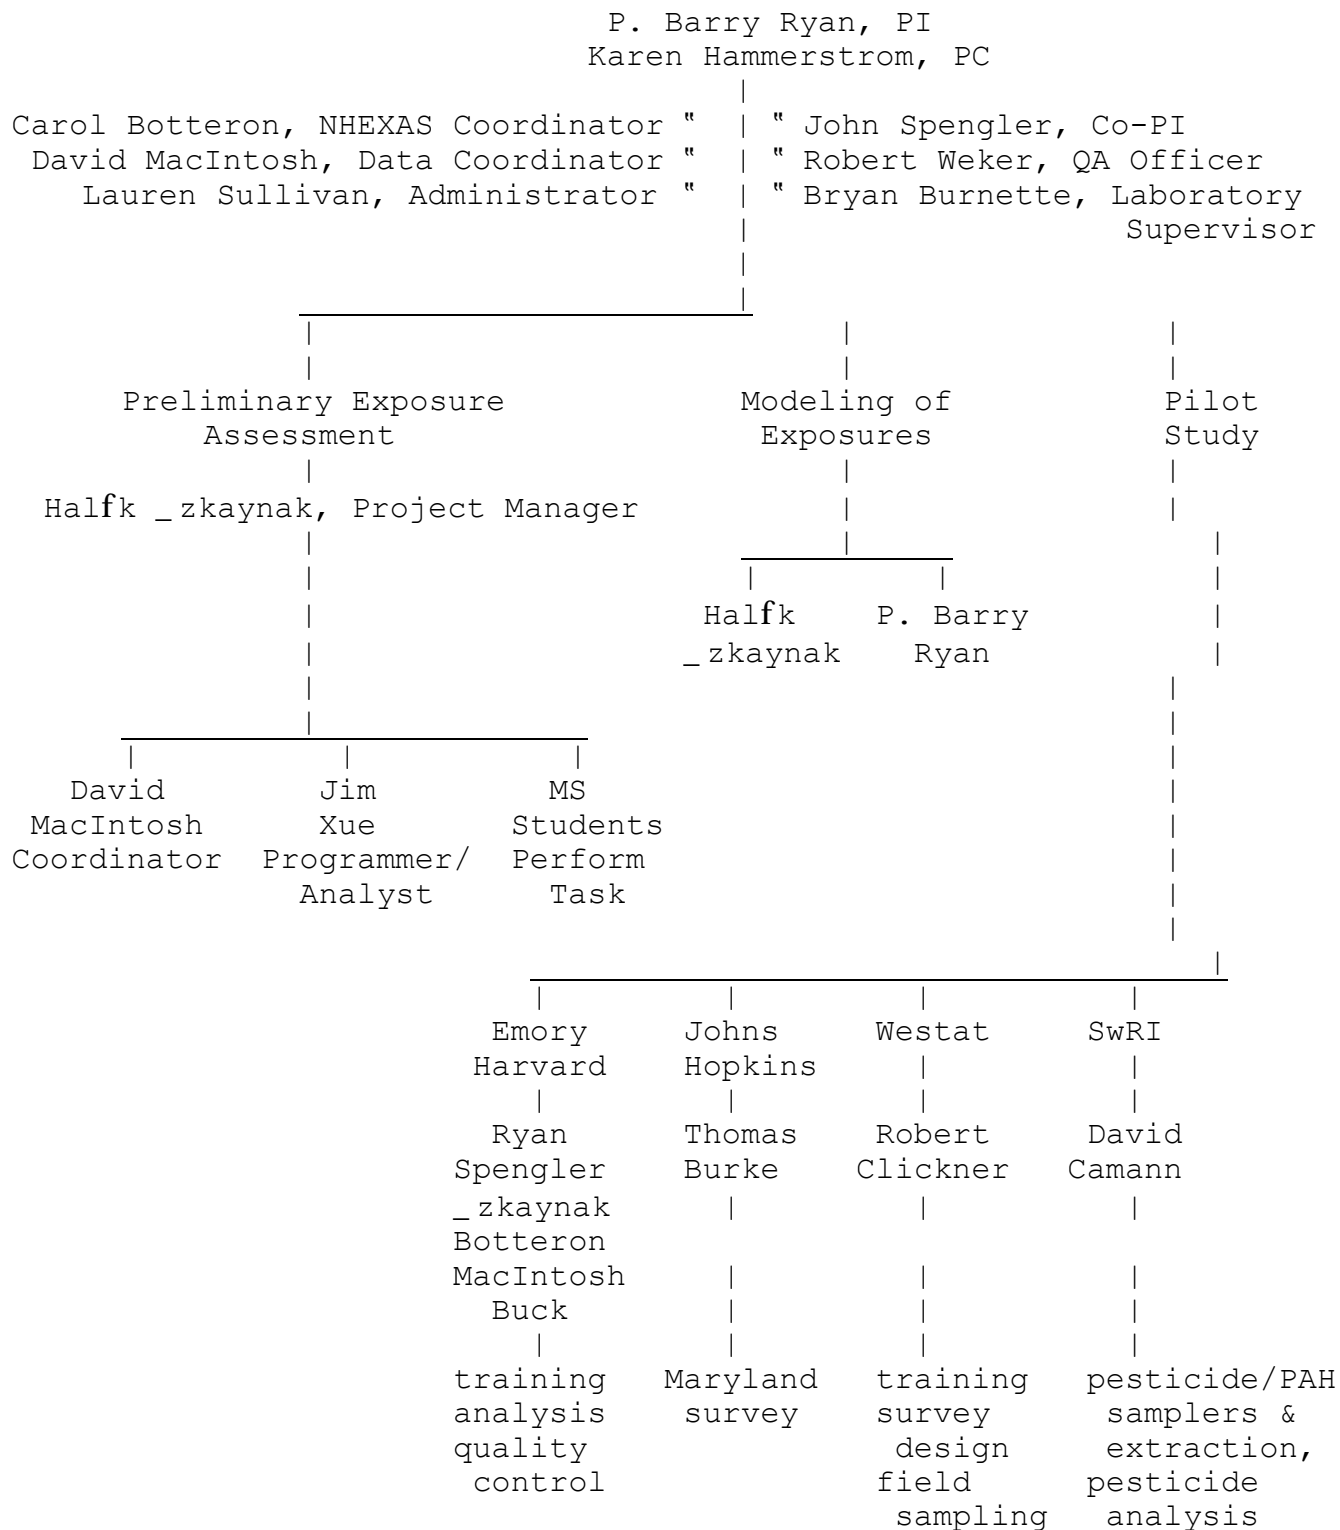 P. Barry Ryan, PI
Karen Hammerstrom, PC
Carol Botteron, NHEXAS Coordinator " | " John Spengler, Co-PI
David MacIntosh, Data Coordinator " | " Robert Weker, QA Officer
Lauren Sullivan, Administrator " | " Bryan Burnette, Laboratory
Supervisor
Preliminary Exposure
Assessment
Modeling of
Exposures
Pilot
Study
Halfk _zkaynak, Project Manager
Halfk
_zkaynak
P. Barry
Ryan
David
MacIntosh
Coordinator
Jim
Xue
Programmer/
Analyst
MS
Students
Perform
Task
Emory
Harvard
Ryan
Spengler
_zkaynak
Botteron
MacIntosh
Buck
training
analysis
quality
control
Johns
Hopkins
Thomas
Burke
Maryland
survey
Westat
Robert
Clickner
training
survey
design
field
sampling
SwRI
David
Camann
pesticide/PAH
samplers &
extraction,
pesticide
analysis